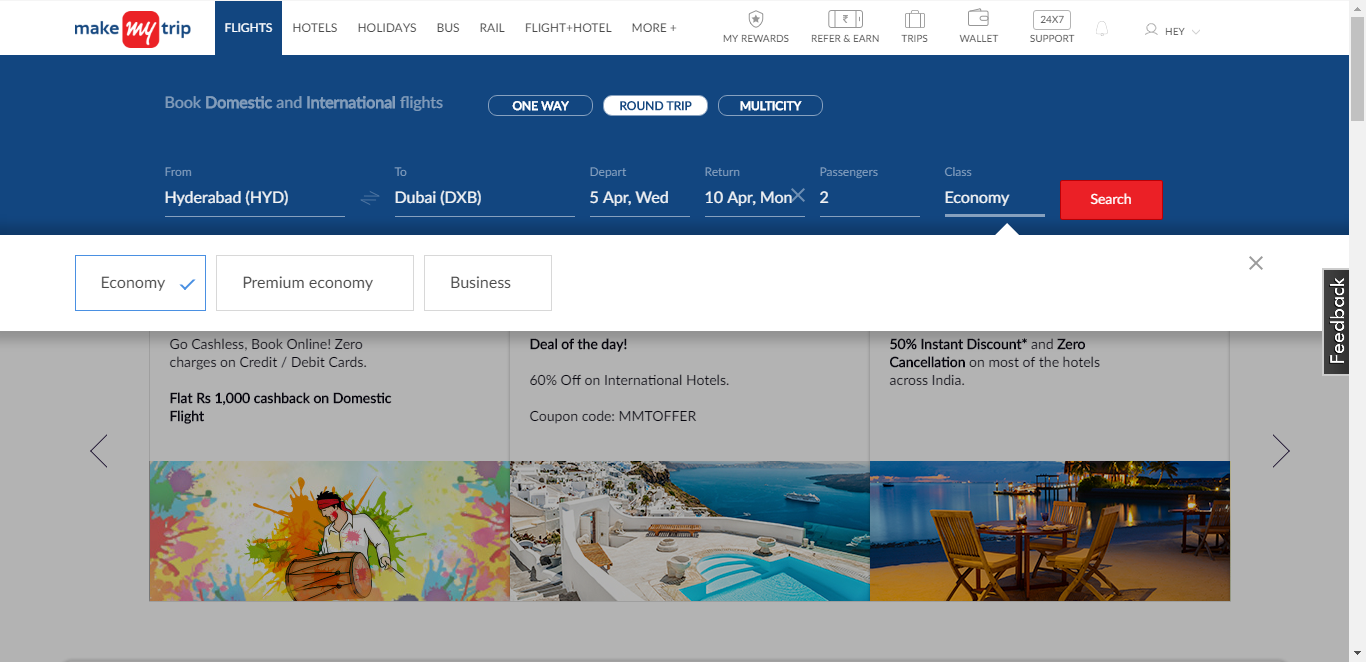 make my trip
FLIGHTS HOTELS HOLIDAYS BUS RAIL FLIGHT+HOTEL MORE +
MY REWARDS
REFER & EARN
TRIPS
WALLET
24X7
SUPPORT
HEY
Book Domestic and International flights
ONE WAY ROUND TRIP MULTICITY
From To Depart Return Passengers Class
Hyderabad (HYD) Dubai (DXB) 5 Apr, Wed 10 Apr, Mon 2 Economy
Search
Economy Premium economy Business
Feedback
Go Cashless, Book Online! Zero
charges on Credit / Debit Cards.
Flat Rs 1,000 cashback on Domestic
Flight
Deal of the day!
60% Off on International Hotels.
Coupon code: MMTOFFER
50% Instant Discount* and Zero
Cancellation on most of the hotels
across India.